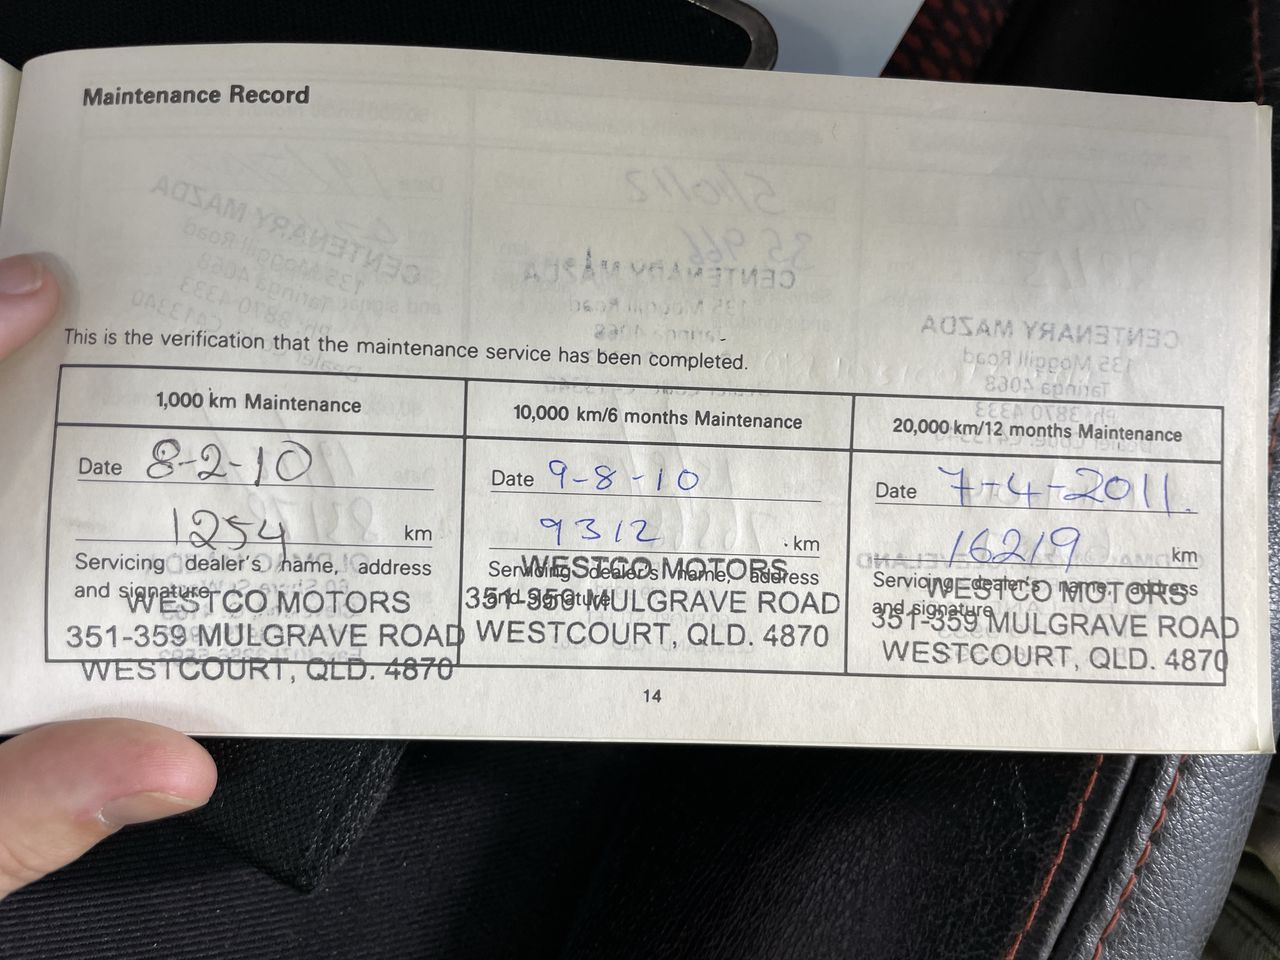 Maintenance Record
This is the verification that the maintenance service has been completed.
1,000 km Maintenance
Date 8-2-10
1254 km
Servicing dealer's name, address
and signature
WESTCO MOTORS
351-359 MULGRAVE ROAD
WESTCOURT, QLD. 4870
10,000 km/6 months Maintenance
Date 9-8-10
9312 km
Servicing dealer's name, address
and signature
WESTCO MOTORS
351-359 MULGRAVE ROAD
WESTCOURT, QLD. 4870
20,000 km/12 months Maintenance
Date 7-4-2011.
16219 km
Servicing dealer's name, address
and signature
WESTCO MOTORS
351-359 MULGRAVE ROAD
WESTCOURT, QLD. 4870
14